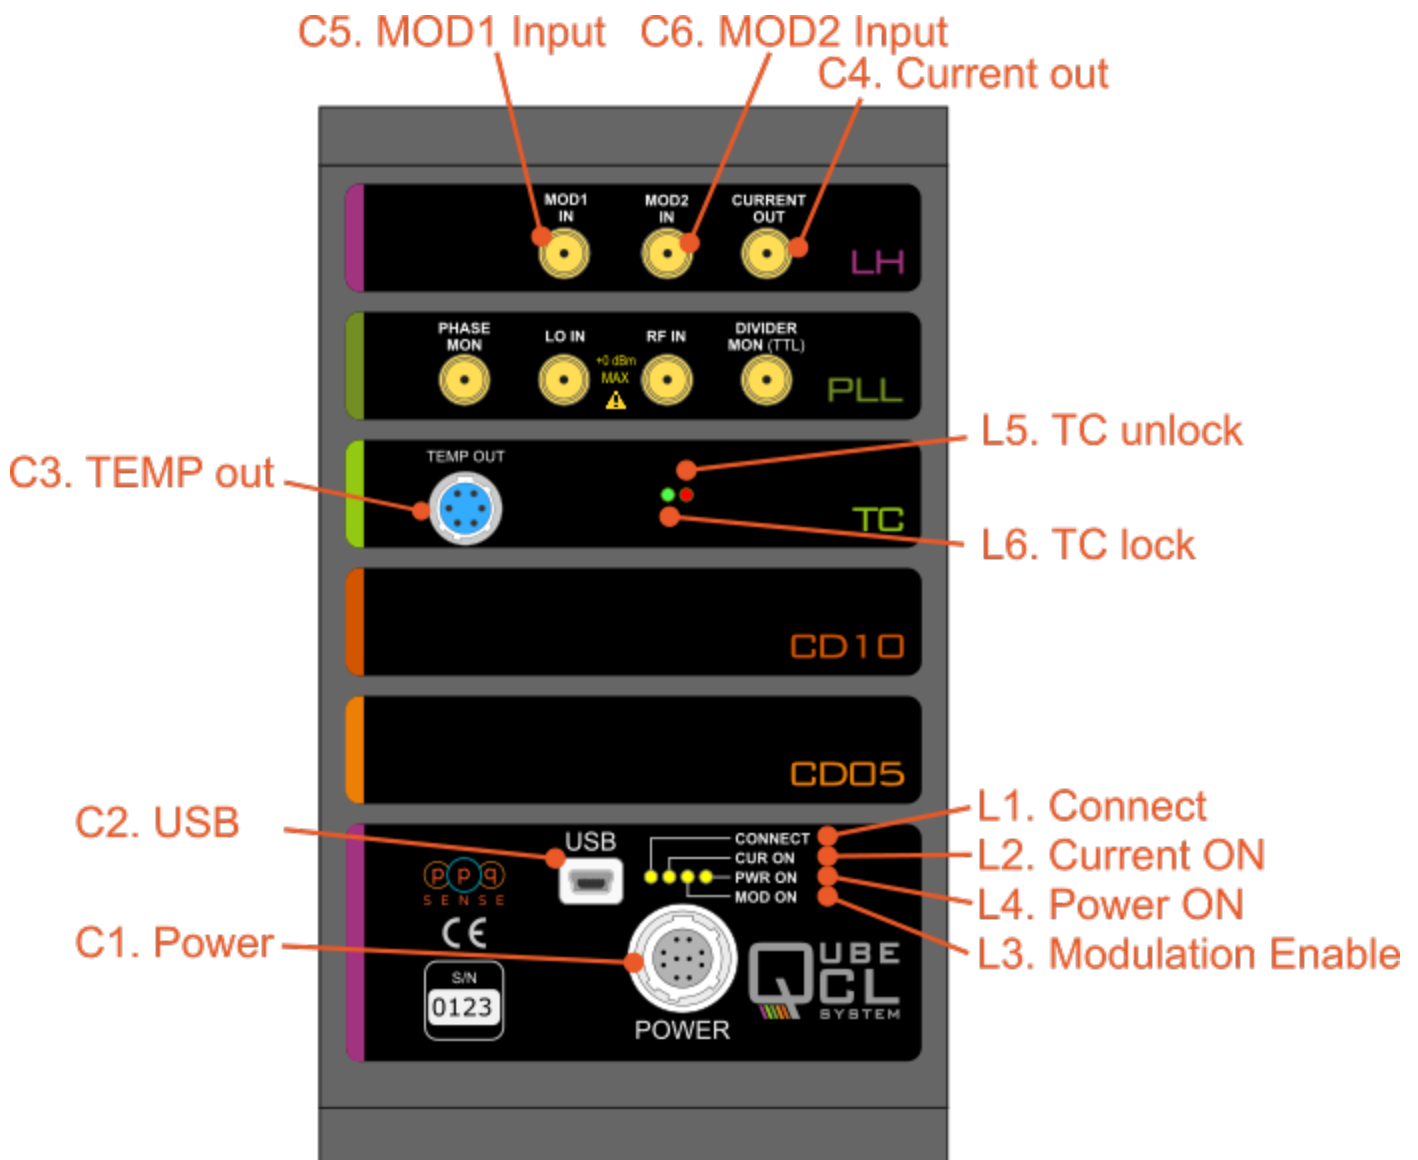 C5. MOD1 Input
C6. MOD2 Input
C4. Current out
MOD1
IN
MOD2
IN
CURRENT
OUT
LH
PHASE
MON
LO IN
+0 dBm
MAX
RF IN
DIVIDER
MON (TTL)
PLL
L5. TC unlock
C3. TEMP out
TEMP OUT
TC
L6. TC lock
CD10
CD05
C2. USB
USB
CONNECT
CUR ON
PWR ON
MOD ON
L1. Connect
L2. Current ON
L4. Power ON
L3. Modulation Enable
ppq
SENSE
CE
C1. Power
S/N
0123
POWER
QUBE
CL
SYSTEM